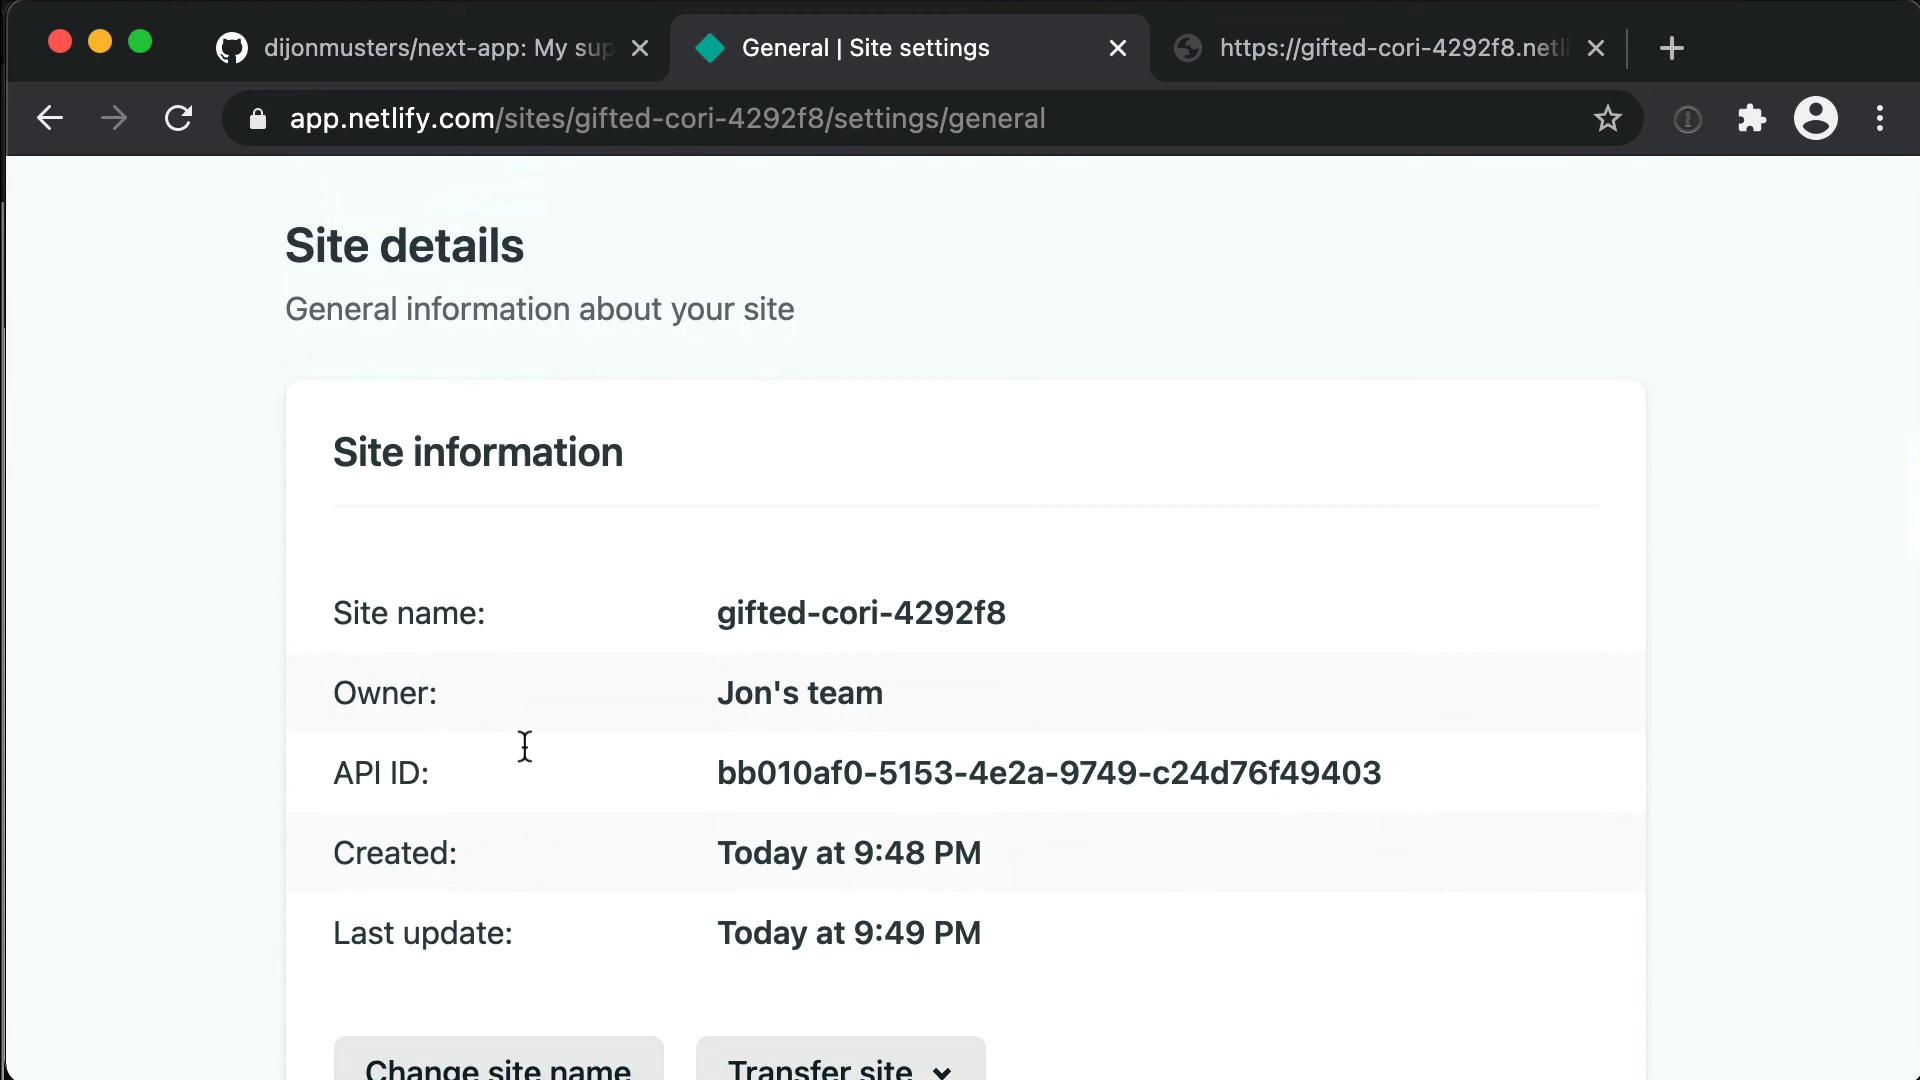 dijonmusters/next-app: My sup
General | Site settings
https://gifted-cori-4292f8.netli
app.netlify.com/sites/gifted-cori-4292f8/settings/general
Site details
General information about your site
Site information
Site name: gifted-cori-4292f8
Owner: Jon's team
API ID: bb010af0-5153-4e2a-9749-c24d76f49403
Created: Today at 9:48 PM
Last update: Today at 9:49 PM
Change site name Transfer site